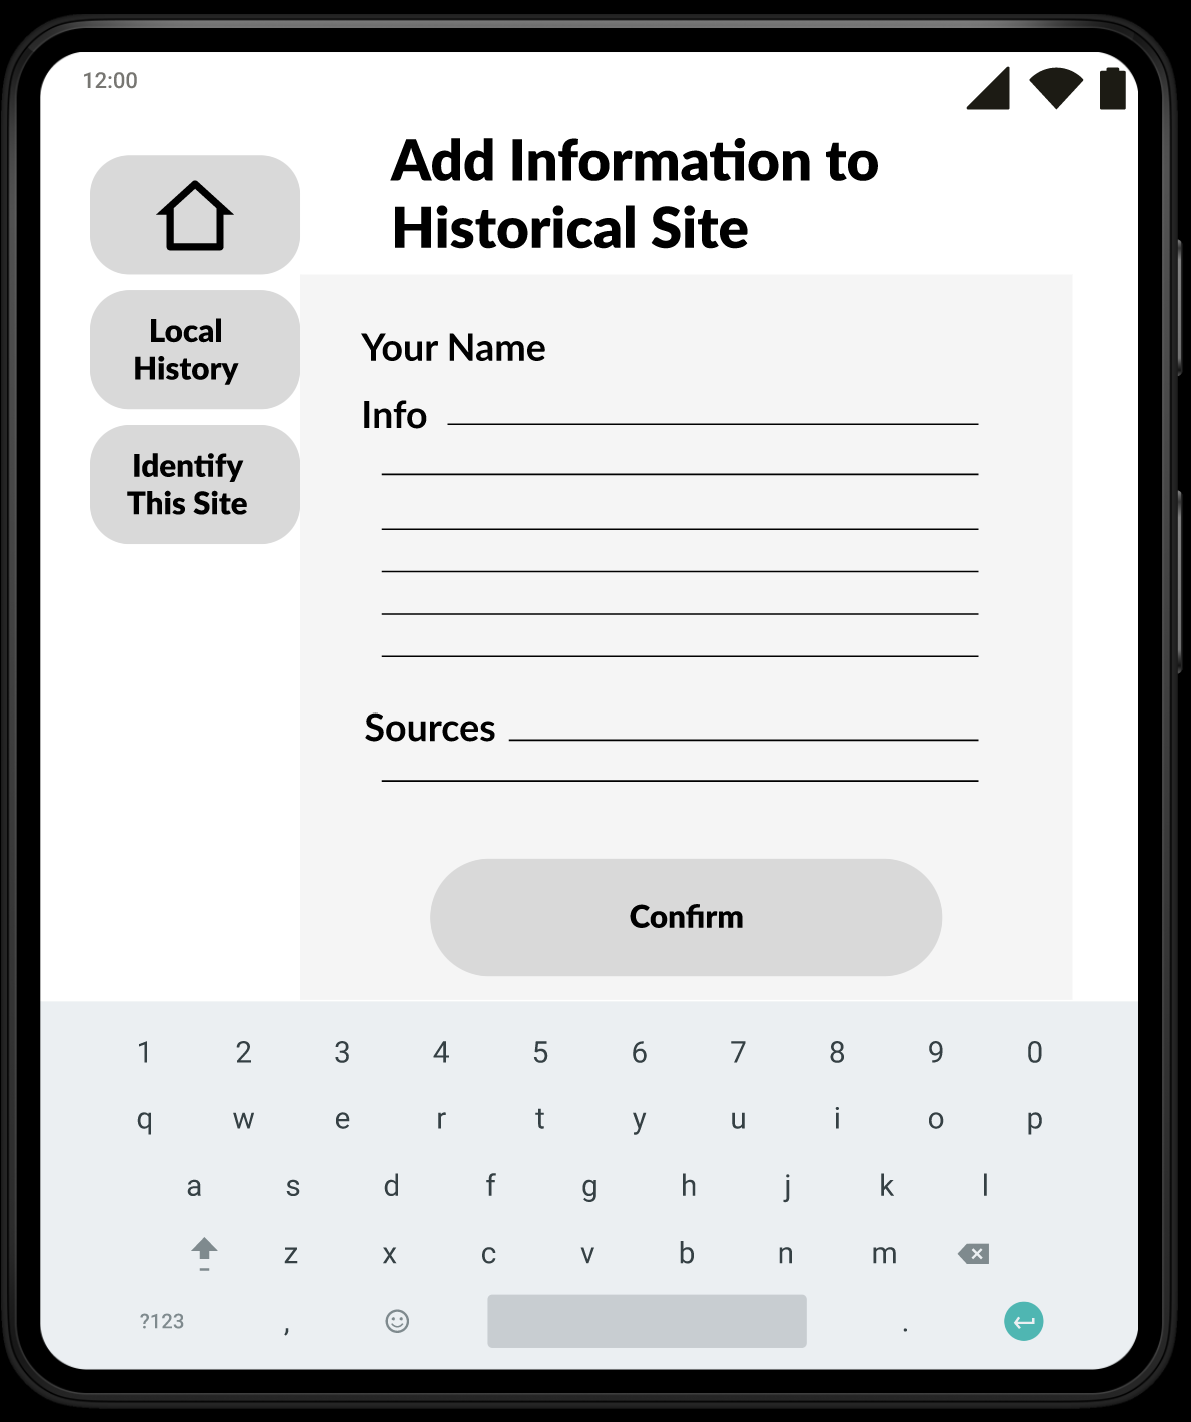 12:00
Add Information to
Historical Site
Local
History
Identify
This Site
Your Name
Info
Sources
Confirm
1 2 3 4 5 6 7 8 9 0
q w e r t y u i o p
a s d f g h j k l
z x c v b n m
?123 , .